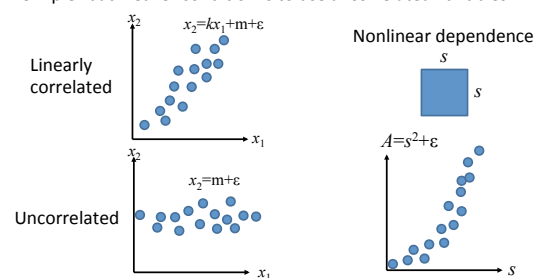 x₂
x₂=kx₁+m+ε
Linearly
correlated
x₁
x₂
x₂=m+ε
Uncorrelated
x₁
Nonlinear dependence
s
s
A=s²+ε
s